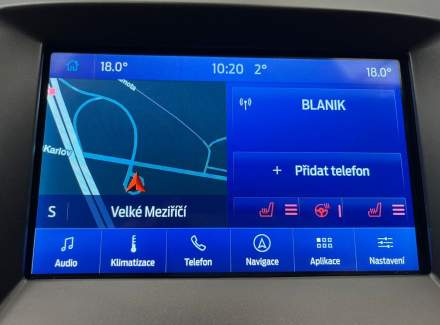 18.0° 10:20 2° 18.0°
BLANIK
Karlov
+ Přidat telefon
S Velké Meziříčí
Audio Klimatizace Telefon Navigace Aplikace Nastavení